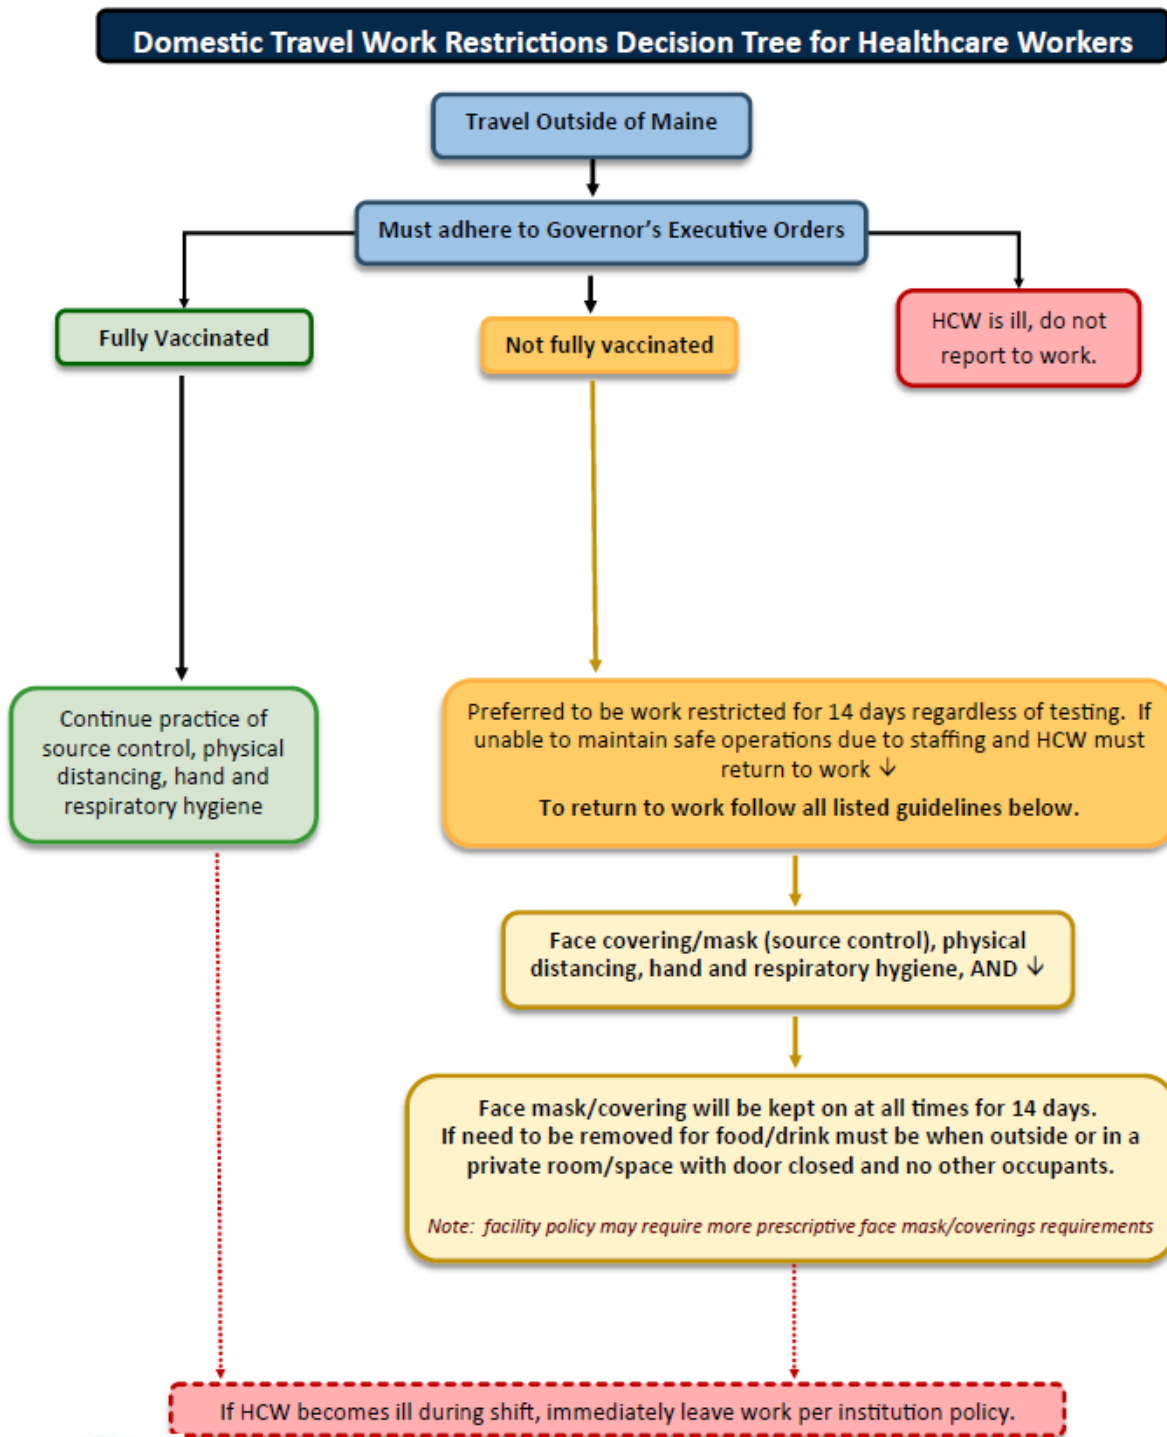 Domestic Travel Work Restrictions Decision Tree for Healthcare Workers
Travel Outside of Maine
Must adhere to Governor's Executive Orders
Fully Vaccinated
Not fully vaccinated
HCW is ill, do not
report to work.
Continue practice of
source control, physical
distancing, hand and
respiratory hygiene
Preferred to be work restricted for 14 days regardless of testing.  If
unable to maintain safe operations due to staffing and HCW must
return to work ↓
To return to work follow all listed guidelines below.
Face covering/mask (source control), physical
distancing, hand and respiratory hygiene, AND ↓
Face mask/covering will be kept on at all times for 14 days.
If need to be removed for food/drink must be when outside or in a
private room/space with door closed and no other occupants.
Note:  facility policy may require more prescriptive face mask/coverings requirements
If HCW becomes ill during shift, immediately leave work per institution policy.